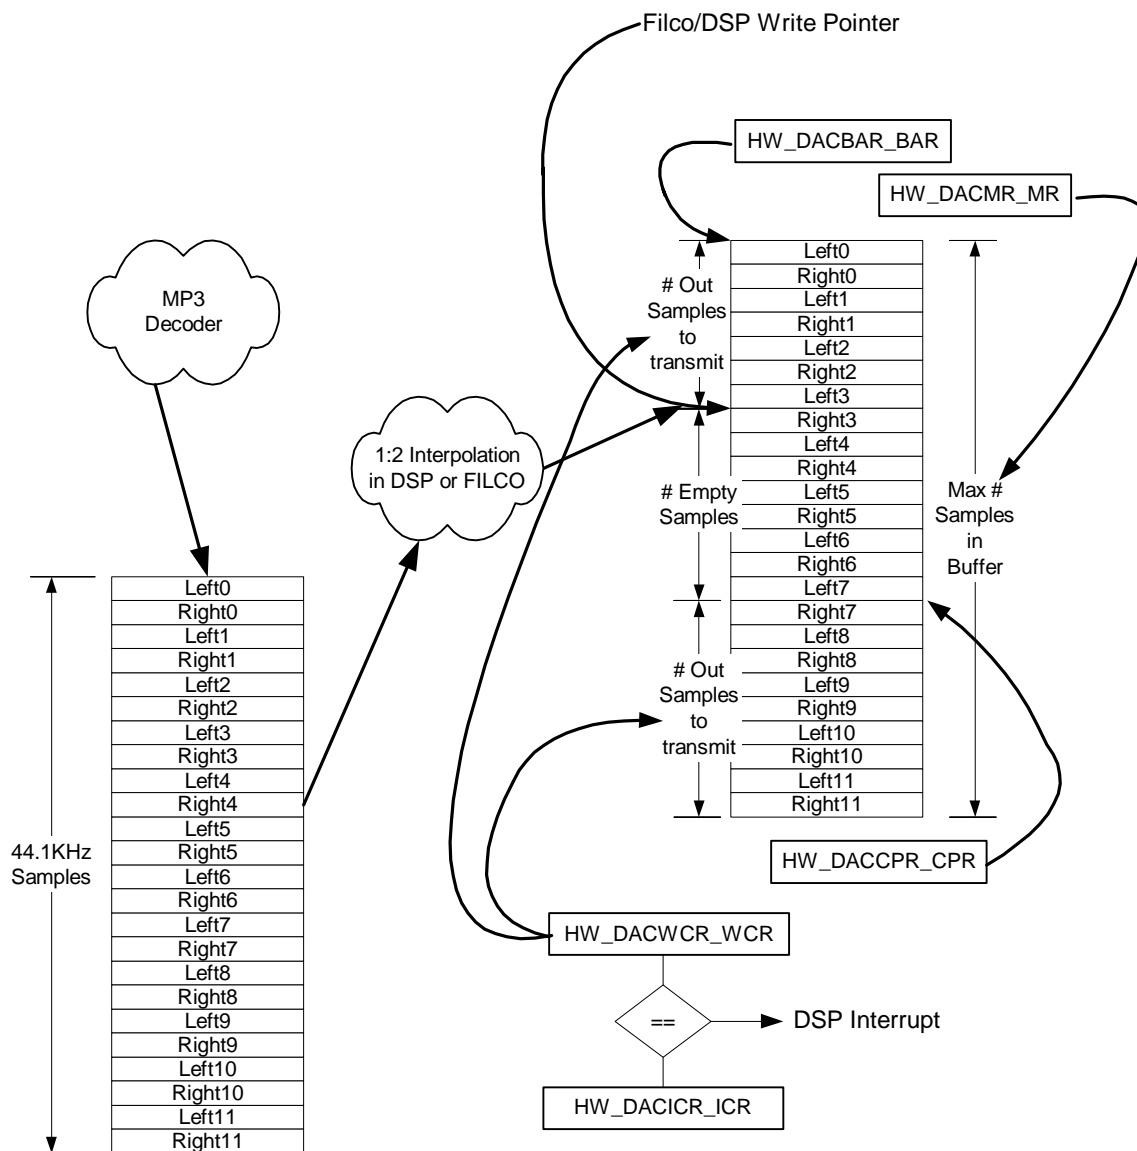 Filco/DSP Write Pointer
HW_DACBAR_BAR
HW_DACMR_MR
MP3
Decoder
1:2 Interpolation
in DSP or FILCO
# Out
Samples
to
transmit
# Empty
Samples
# Out
Samples
to
transmit
Left0
Right0
Left1
Right1
Left2
Right2
Left3
Right3
Left4
Right4
Left5
Right5
Left6
Right6
Left7
Right7
Left8
Right8
Left9
Right9
Left10
Right10
Left11
Right11
Max #
Samples
in
Buffer
44.1KHz
Samples
Left0
Right0
Left1
Right1
Left2
Right2
Left3
Right3
Left4
Right4
Left5
Right5
Left6
Right6
Left7
Right7
Left8
Right8
Left9
Right9
Left10
Right10
Left11
Right11
HW_DACCPR_CPR
HW_DACWCR_WCR
==
DSP Interrupt
HW_DACICR_ICR